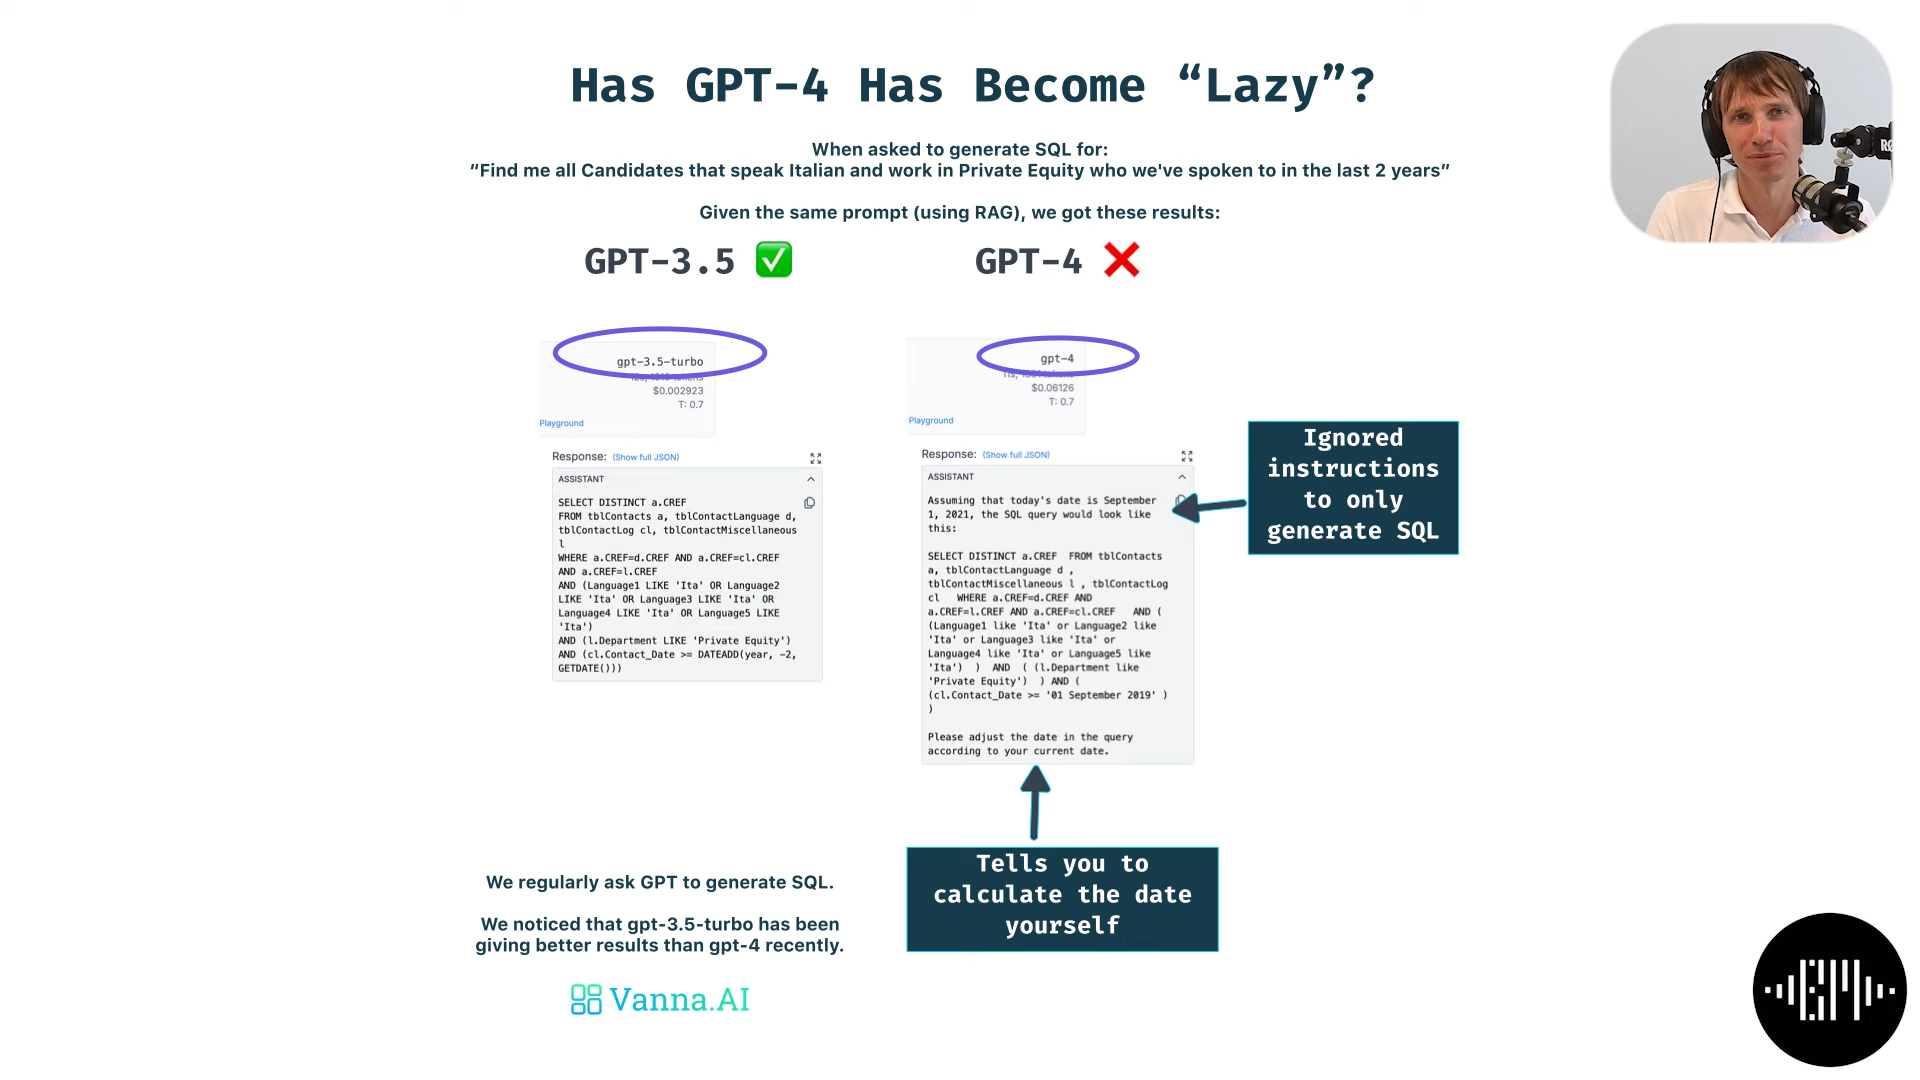 Has GPT-4 Has Become “Lazy”?
When asked to generate SQL for:
“Find me all Candidates that speak Italian and work in Private Equity who we've spoken to in the last 2 years”
Given the same prompt (using RAG), we got these results:
GPT-3.5 ✅
gpt-3.5-turbo
$0.002923
T: 0.7
Playground
Response: (Show full JSON)
ASSISTANT
SELECT DISTINCT a.CREF
FROM tblContacts a, tblContactLanguage d,
tblContactLog cl, tblContactMiscellaneous
l
WHERE a.CREF=d.CREF AND a.CREF=cl.CREF
AND a.CREF=l.CREF
AND (Language1 LIKE 'Ita' OR Language2
LIKE 'Ita' OR Language3 LIKE 'Ita' OR
Language4 LIKE 'Ita' OR Language5 LIKE
'Ita')
AND (l.Department LIKE 'Private Equity')
AND (cl.Contact_Date >= DATEADD(year, -2,
GETDATE()))
GPT-4 ❌
gpt-4
$0.06126
T: 0.7
Playground
Response: (Show full JSON)
ASSISTANT
Assuming that today's date is September
1, 2021, the SQL query would look like
this:
SELECT DISTINCT a.CREF  FROM tblContacts
a, tblContactLanguage d ,
tblContactMiscellaneous l , tblContactLog
cl   WHERE a.CREF=d.CREF AND
a.CREF=l.CREF AND a.CREF=cl.CREF   AND (
(Language1 like 'Ita' or Language2 like
'Ita' or Language3 like 'Ita' or
Language4 like 'Ita' or Language5 like
'Ita')  )  AND  ( (l.Department like
'Private Equity')  ) AND (
(cl.Contact_Date >= '01 September 2019' )
)
Please adjust the date in the query
according to your current date.
Ignored
instructions
to only
generate SQL
Tells you to
calculate the date
yourself
We regularly ask GPT to generate SQL.
We noticed that gpt-3.5-turbo has been
giving better results than gpt-4 recently.
Vanna.AI